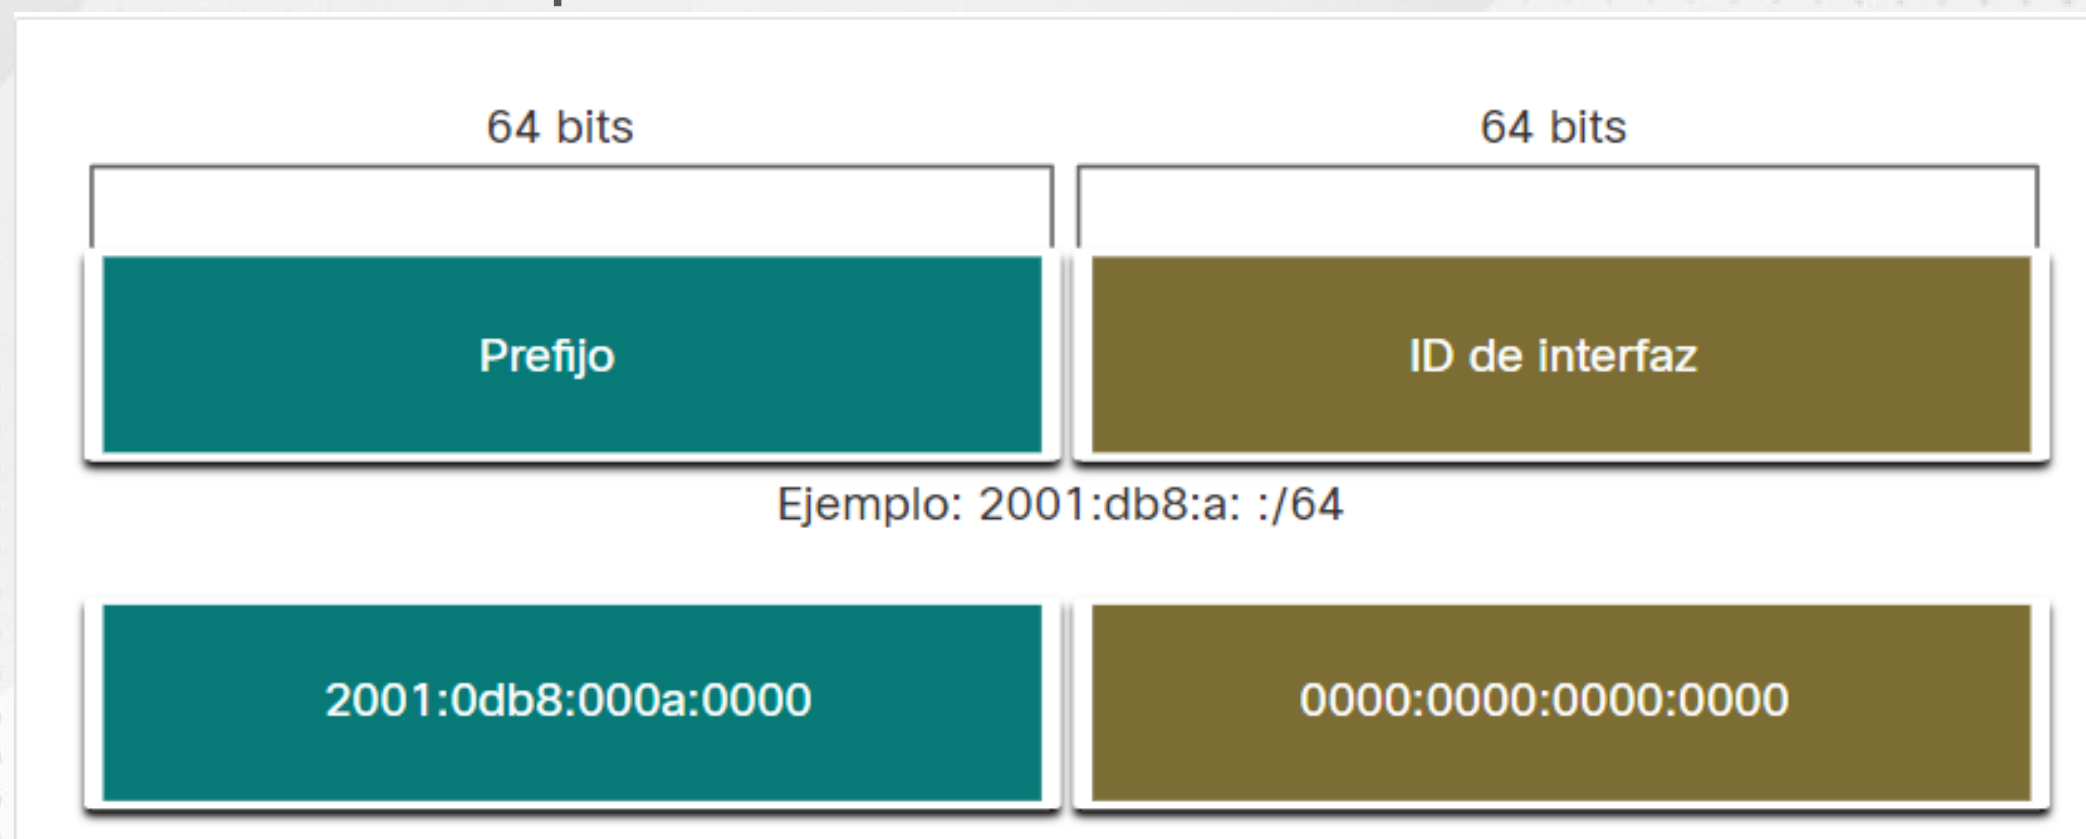 64 bits 64 bits
Prefijo ID de interfaz
Ejemplo: 2001:db8:a: :/64
2001:0db8:000a:0000 0000:0000:0000:0000